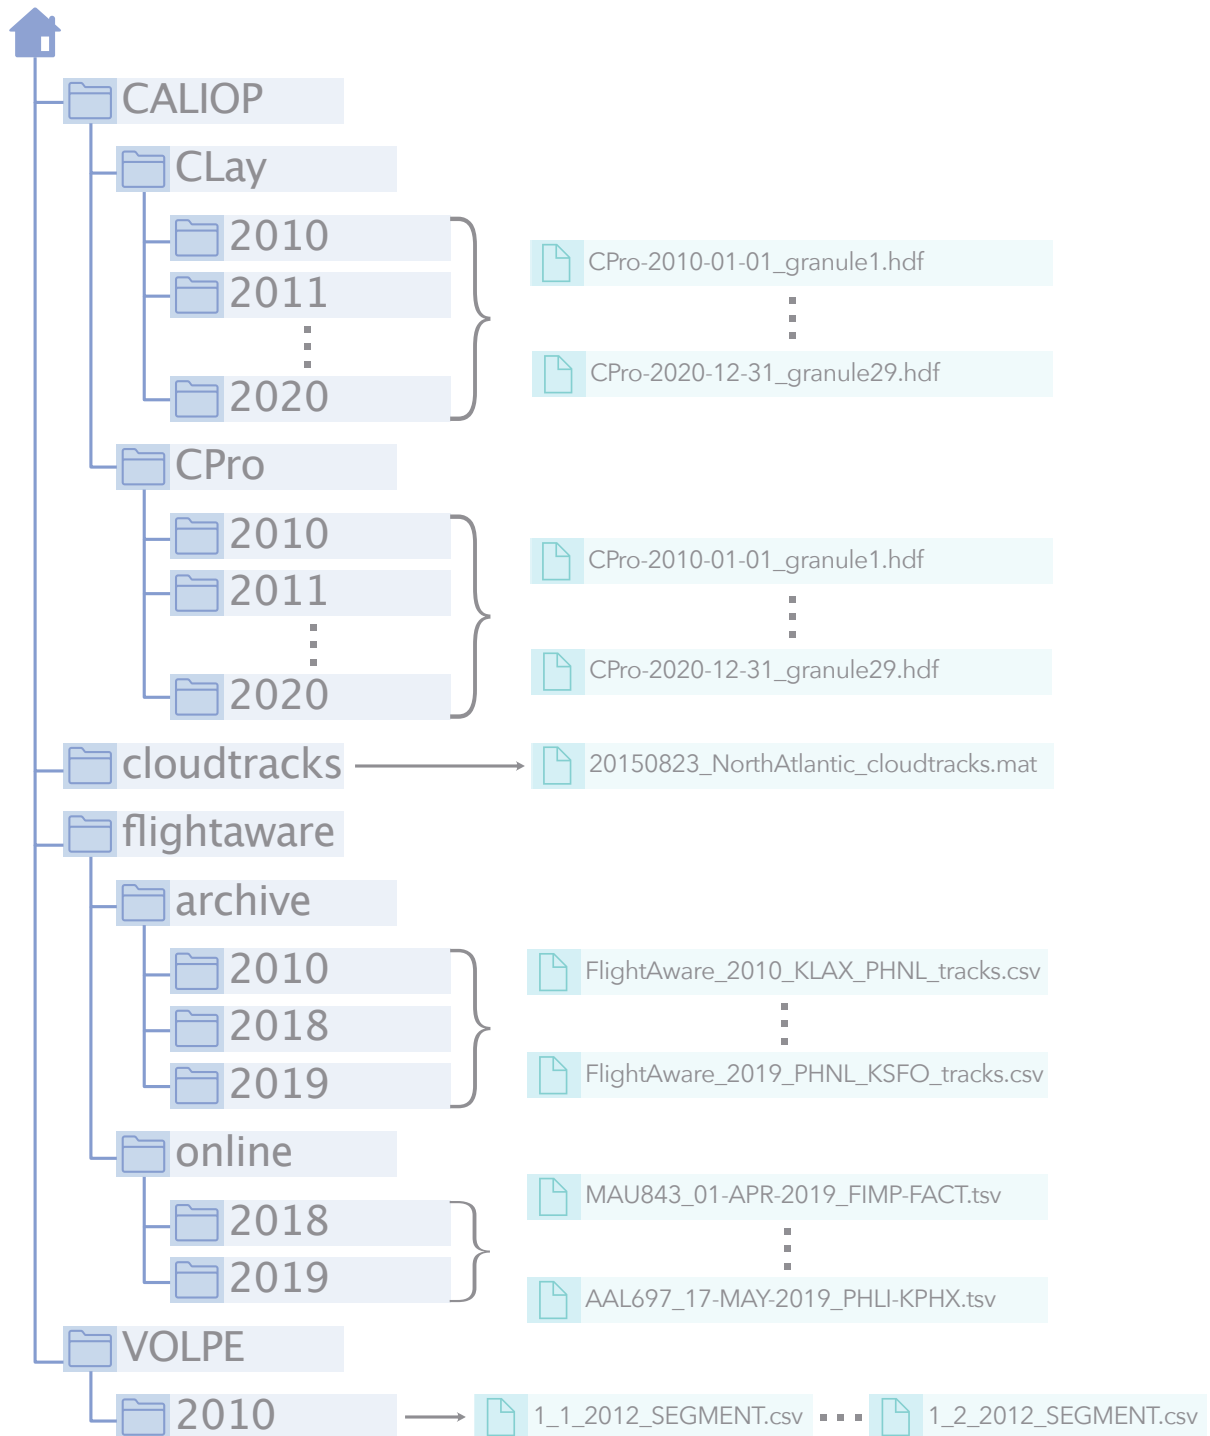 CALIOP
CLay
2010
CPro-2010-01-01_granule1.hdf
2011
CPro-2020-12-31_granule29.hdf
2020
CPro
2010
CPro-2010-01-01_granule1.hdf
2011
CPro-2020-12-31_granule29.hdf
2020
cloudtracks
20150823_NorthAtlantic_cloudtracks.mat
flightaware
archive
2010
FlightAware_2010_KLAX_PHNL_tracks.csv
2018
2019
FlightAware_2019_PHNL_KSFO_tracks.csv
online
MAU843_01-APR-2019_FIMP-FACT.tsv
2018
2019
AAL697_17-MAY-2019_PHLI-KPHX.tsv
VOLPE
2010
1_1_2012_SEGMENT.csv
1_2_2012_SEGMENT.csv